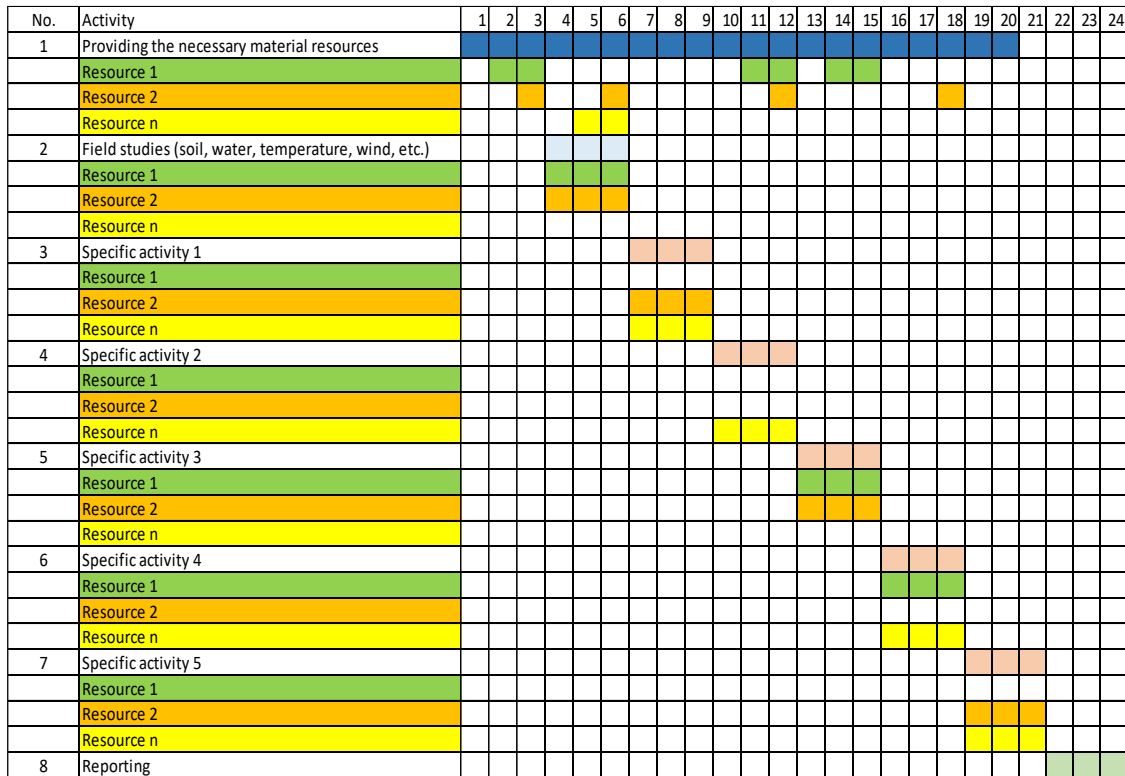 No. Activity 1 2 3 4 5 6 7 8 9 10 11 12 13 14 15 16 17 18 19 20 21 22 23 24
1 Providing the necessary material resources
Resource 1
Resource 2
Resource n
2 Field studies (soil, water, temperature, wind, etc.)
Resource 1
Resource 2
Resource n
3 Specific activity 1
Resource 1
Resource 2
Resource n
4 Specific activity 2
Resource 1
Resource 2
Resource n
5 Specific activity 3
Resource 1
Resource 2
Resource n
6 Specific activity 4
Resource 1
Resource 2
Resource n
7 Specific activity 5
Resource 1
Resource 2
Resource n
8 Reporting